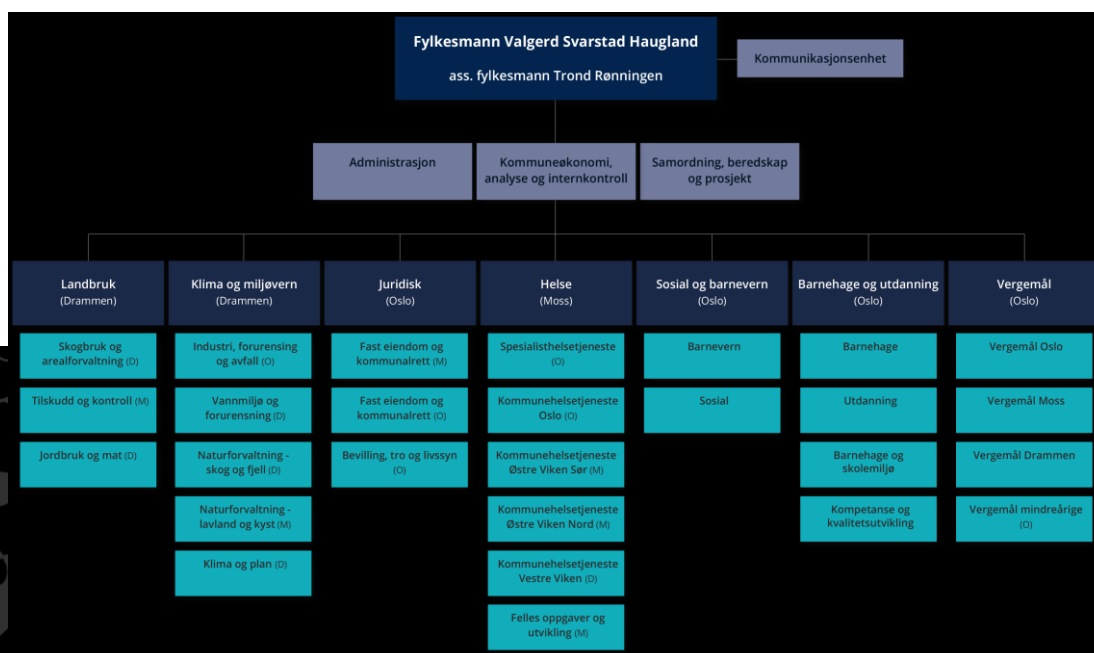 Fylkesmann Valgerd Svarstad Haugland
ass. fylkesmann Trond Rønningen
Kommunikasjonsenhet
Administrasjon
Kommuneøkonomi,
analyse og internkontroll
Samordning, beredskap
og prosjekt
Landbruk
(Drammen)
Skogbruk og
arealforvaltning (D)
Tilskudd og kontroll (M)
Jordbruk og mat (D)
Klima og miljøvern
(Drammen)
Industri, forurensing
og avfall (O)
Vannmiljø og
forurensning (D)
Naturforvaltning -
skog og fjell (D)
Naturforvaltning -
lavland og kyst (M)
Klima og plan (D)
Juridisk
(Oslo)
Fast eiendom og
kommunalrett (M)
Fast eiendom og
kommunalrett (O)
Bevilling, tro og livssyn
(O)
Helse
(Moss)
Spesialisthelsetjeneste
(O)
Kommunehelsetjeneste
Oslo (O)
Kommunehelsetjeneste
Østre Viken Sør (M)
Kommunehelsetjeneste
Østre Viken Nord (M)
Kommunehelsetjeneste
Vestre Viken (D)
Felles oppgaver og
utvikling (M)
Sosial og barnevern
(Oslo)
Barnevern
Sosial
Barnehage og utdanning
(Oslo)
Barnehage
Utdanning
Barnehage og
skolemiljø
Kompetanse og
kvalitetsutvikling
Vergemål
(Oslo)
Vergemål Oslo
Vergemål Moss
Vergemål Drammen
Vergemål mindreårige
(O)